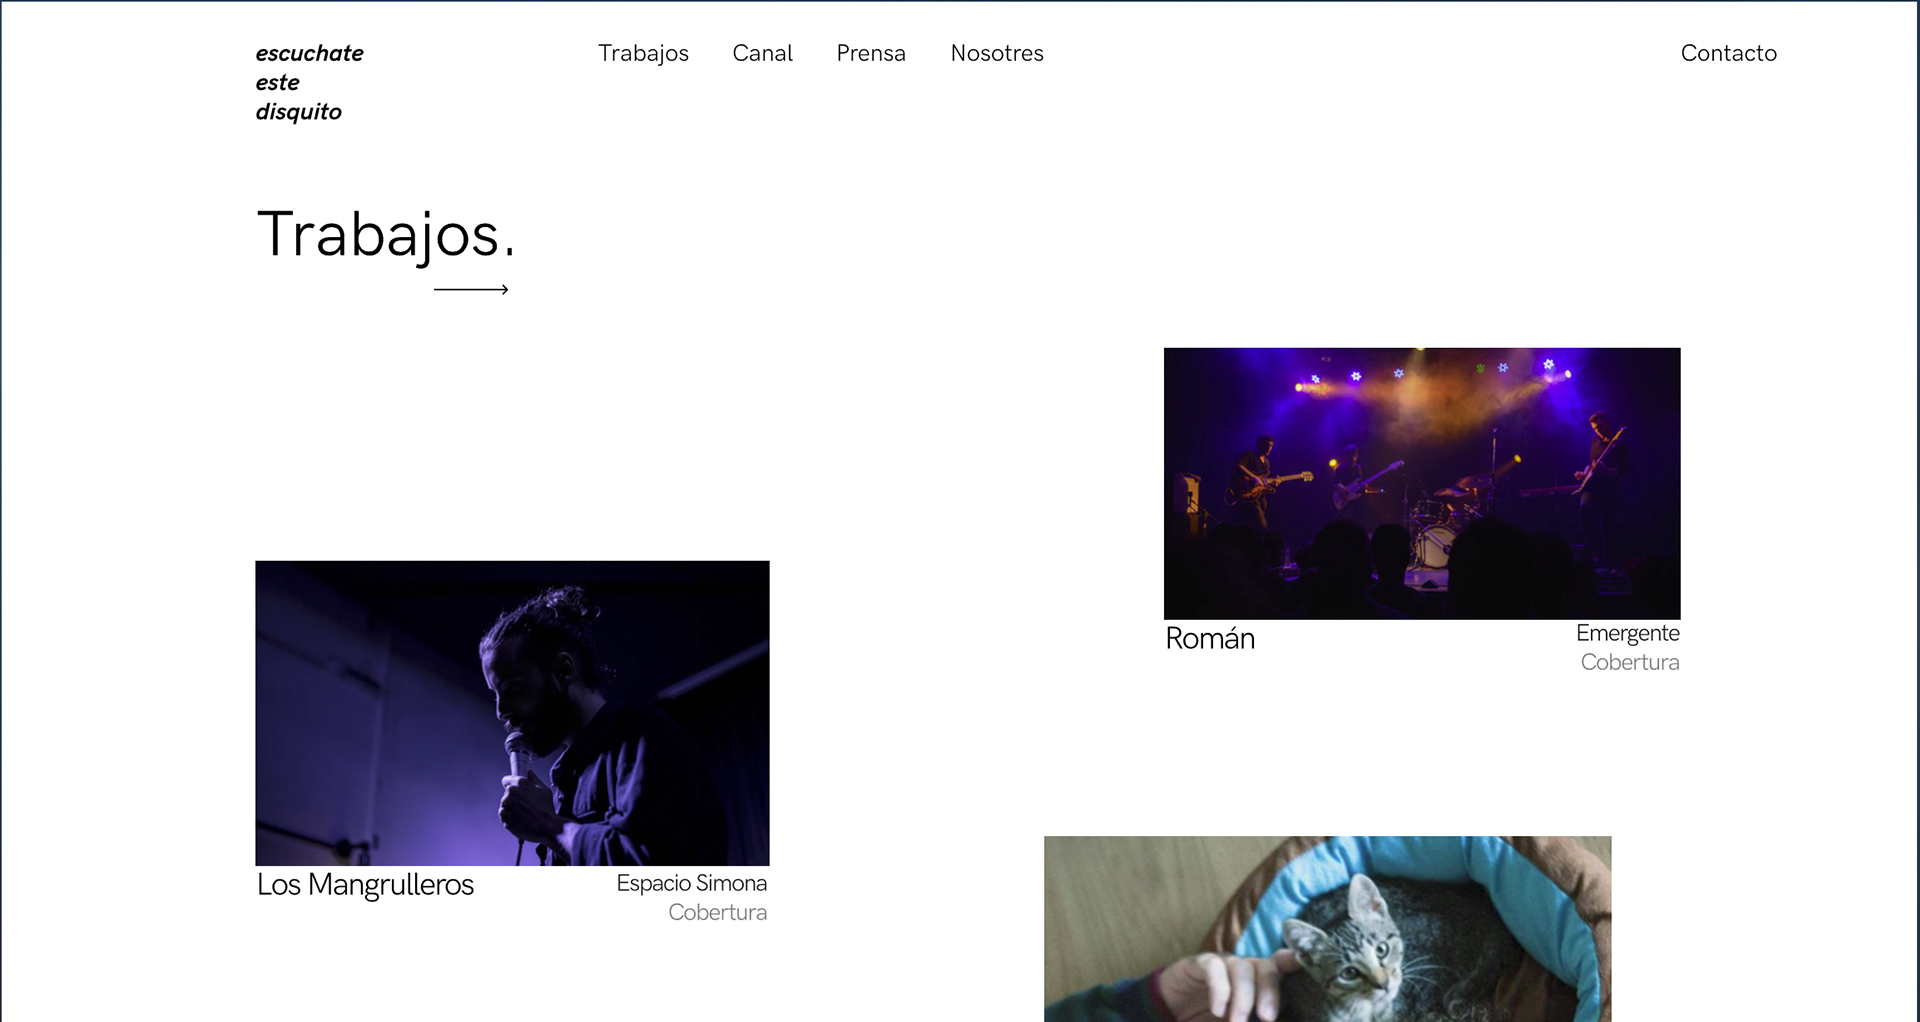 escuchate
este
disquito
Trabajos Canal Prensa Nosotres Contacto
Trabajos.
Román
Emergente
Cobertura
Los Mangrulleros
Espacio Simona
Cobertura